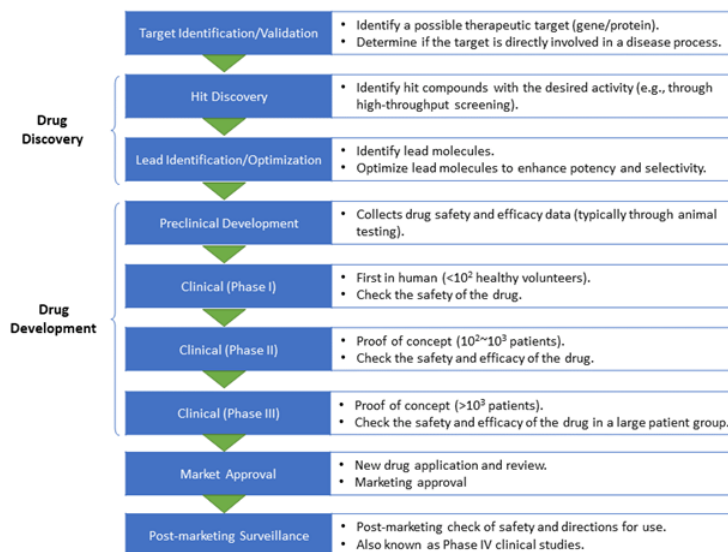 Target Identification/Validation
• Identify a possible therapeutic target (gene/protein).
• Determine if the target is directly involved in a disease process.
Drug
Discovery
Hit Discovery
• Identify hit compounds with the desired activity (e.g., through
high-throughput screening).
Lead Identification/Optimization
• Identify lead molecules.
• Optimize lead molecules to enhance potency and selectivity.
Drug
Development
Preclinical Development
• Collects drug safety and efficacy data (typically through animal
testing).
Clinical (Phase I)
• First in human (<10² healthy volunteers).
• Check the safety of the drug.
Clinical (Phase II)
• Proof of concept (10²~10³ patients).
• Check the safety and efficacy of the drug.
Clinical (Phase III)
• Proof of concept (>10³ patients).
• Check the safety and efficacy of the drug in a large patient group.
Market Approval
• New drug application and review.
• Marketing approval
Post-marketing Surveillance
• Post-marketing check of safety and directions for use.
• Also known as Phase IV clinical studies.